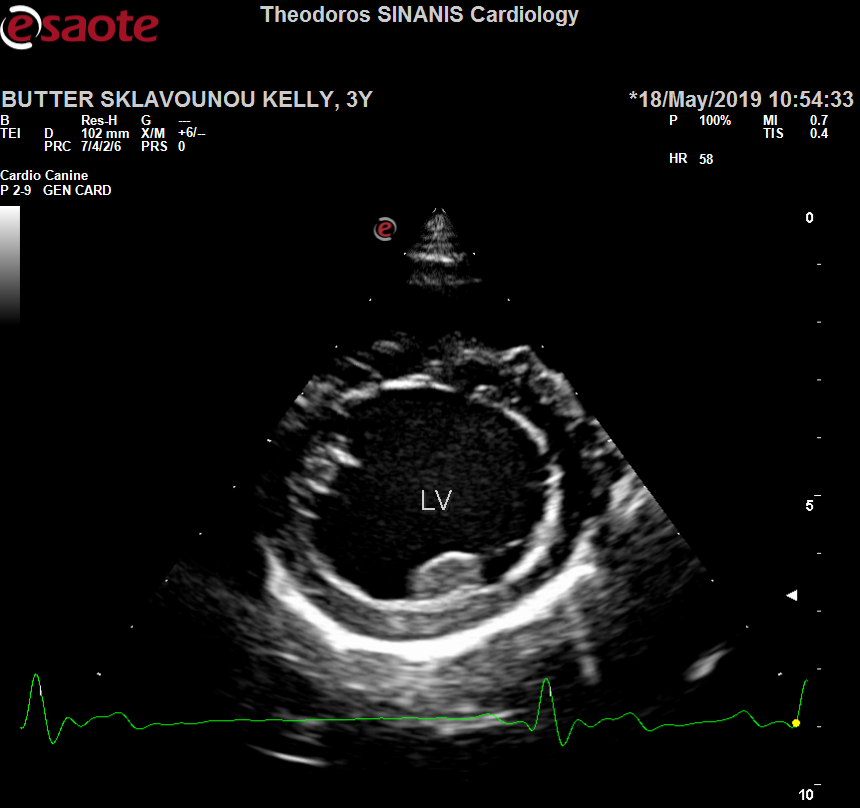 esaote
Theodoros SINANIS Cardiology
BUTTER SKLAVOUNOU KELLY, 3Y
*18/May/2019 10:54:33
B Res-H G ---
TEI D 102 mm X/M +6/--
PRC 7/4/2/6 PRS 0
P 100% MI 0.7
TIS 0.4
HR 58
Cardio Canine
P 2-9 GEN CARD
e
0
LV
5
10